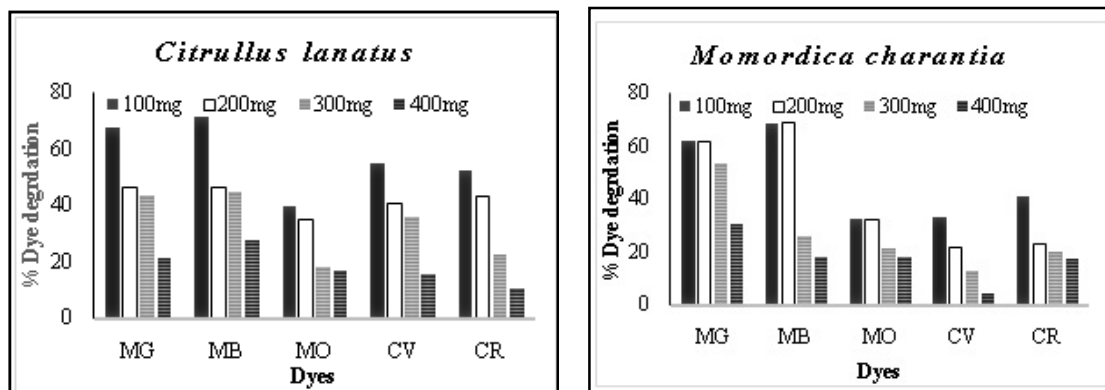 Citrullus lanatus
80
100mg 200mg 300mg 400mg
60
40
20
0
% Dye degrdation
MG MB MO CV CR
Dyes
Momordica charantia
80
100mg 200mg 300mg 400mg
60
40
20
0
% Dye degrdation
MG MB MO CV CR
Dyes